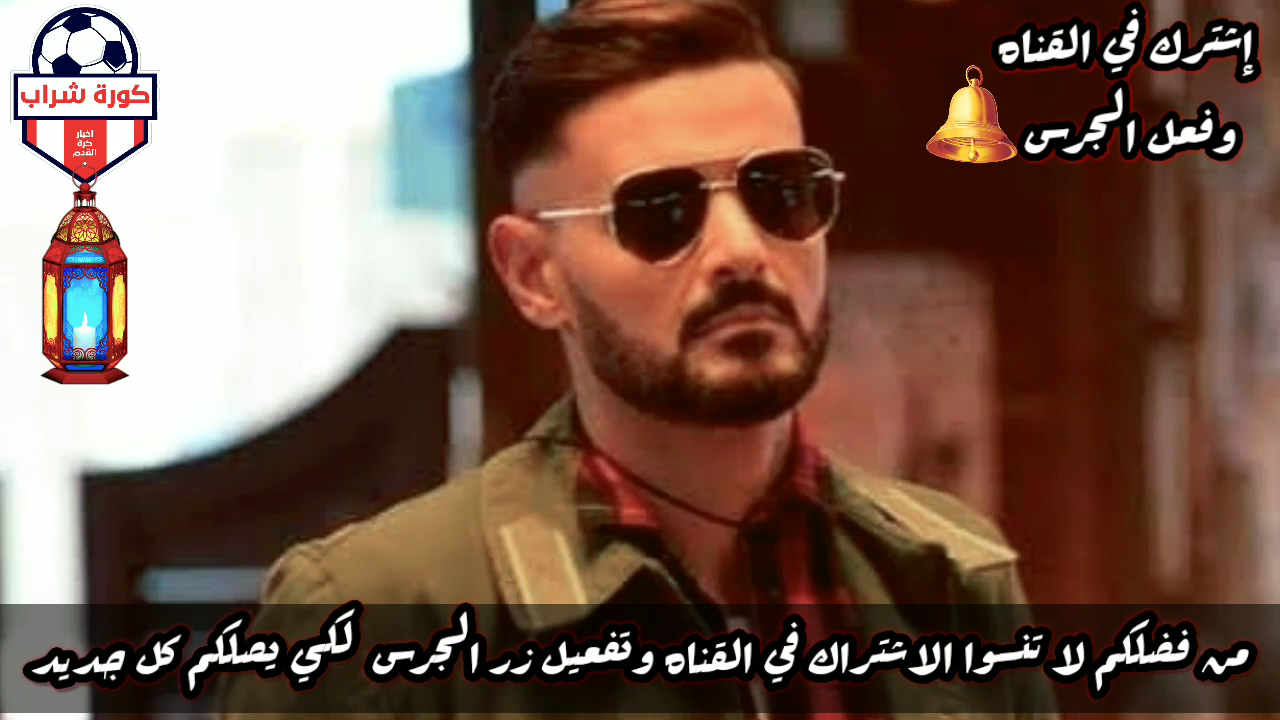 كورة شراب
اخبار
كرة
القدم
إشترك في القناه
وفعل الجرس
من فضلكم لا تنسوا الاشتراك في القناه وتفعيل زر الجرس لكي يصلكم كل جديد